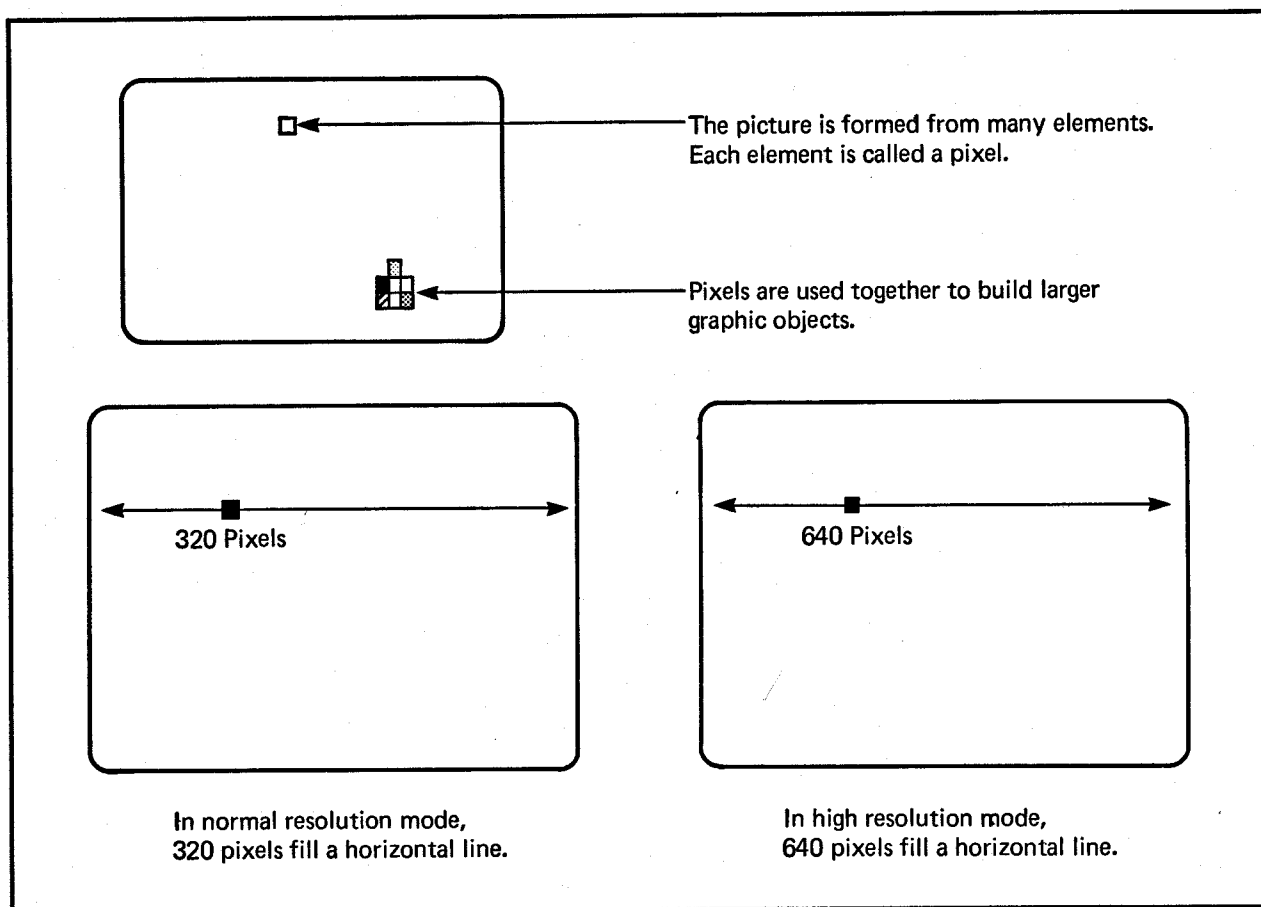 The picture is formed from many elements.
Each element is called a pixel.
Pixels are used together to build larger
graphic objects.
320 Pixels
640 Pixels
In normal resolution mode,
320 pixels fill a horizontal line.
In high resolution mode,
640 pixels fill a horizontal line.